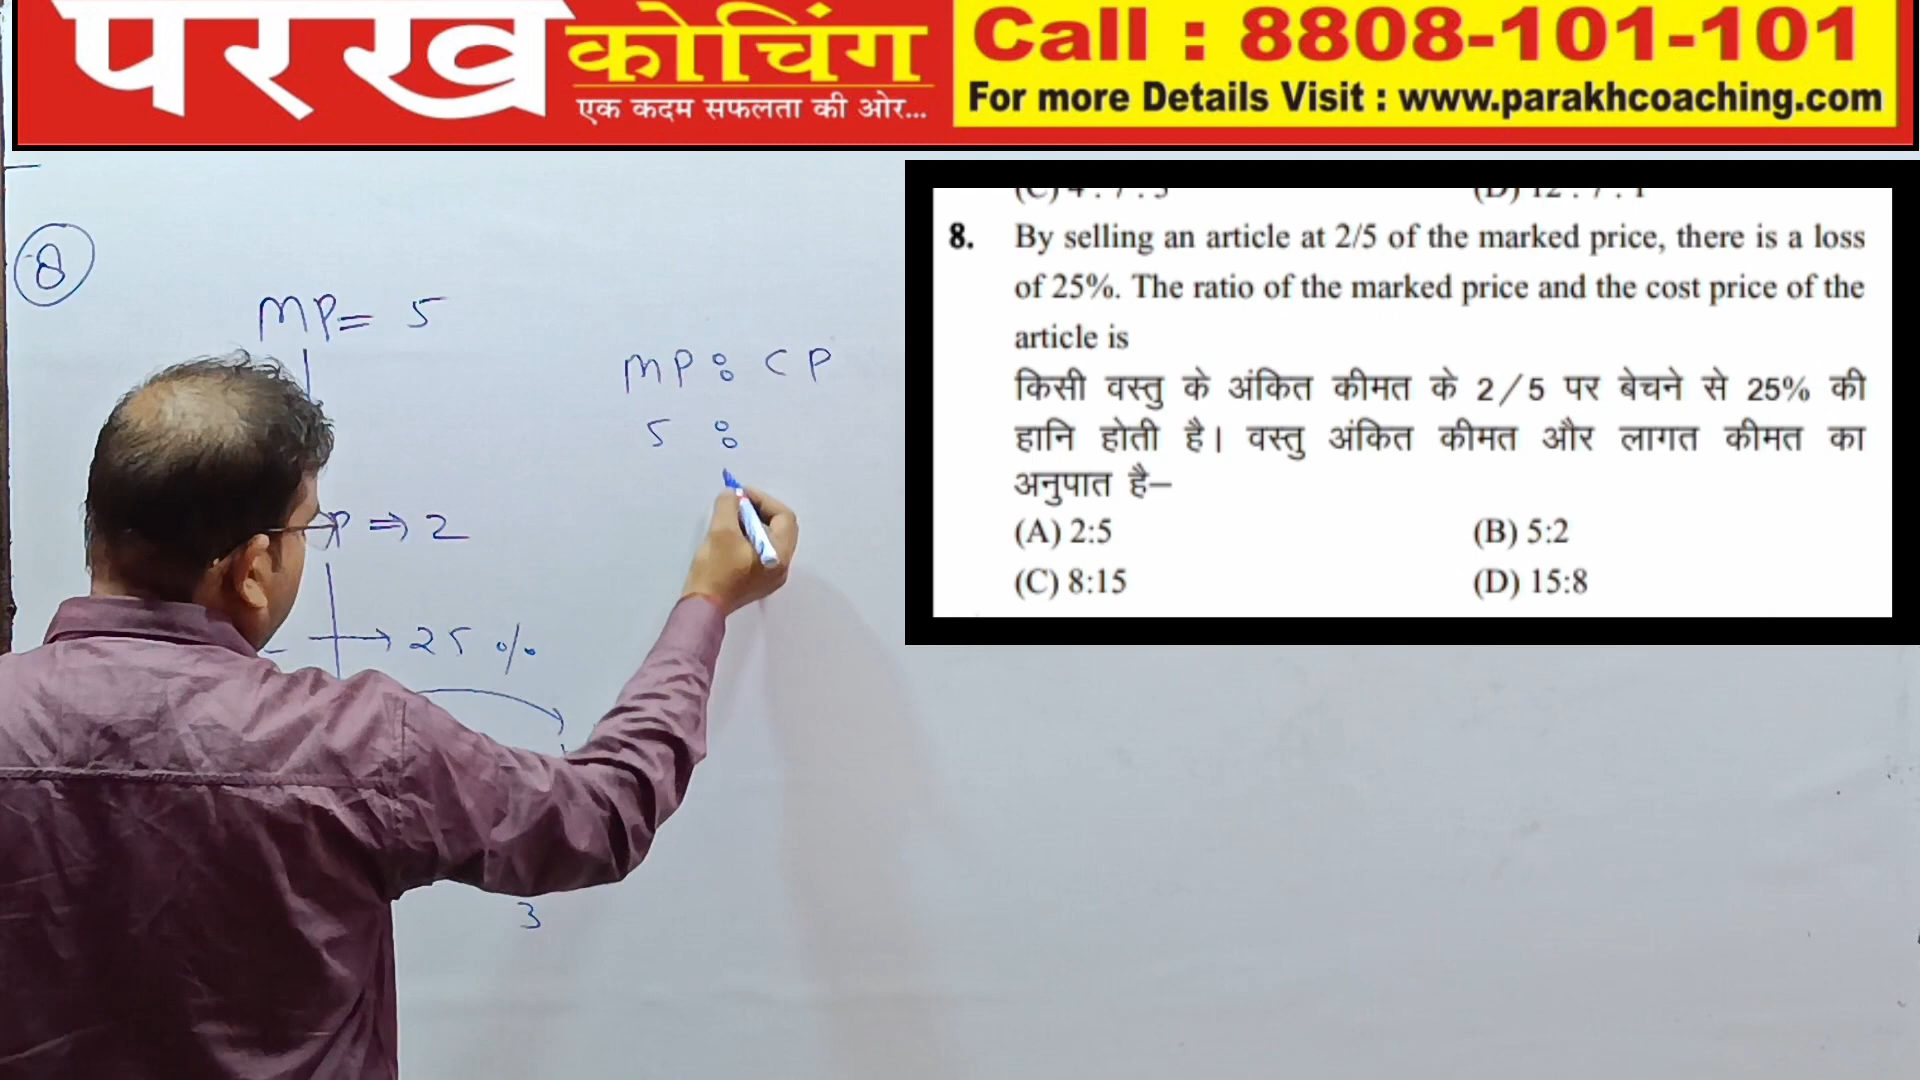 परख कोचिंग
एक कदम सफलता की ओर...
Call : 8808-101-101
For more Details Visit : www.parakhcoaching.com
8
MP= 5
P ⇒ 2
→ 25 %
3
MP : CP
5 :
8. By selling an article at 2/5 of the marked price, there is a loss
of 25%. The ratio of the marked price and the cost price of the
article is
किसी वस्तु के अंकित कीमत के 2/5 पर बेचने से 25% की
हानि होती है। वस्तु अंकित कीमत और लागत कीमत का
अनुपात है–
(A) 2:5 (B) 5:2
(C) 8:15 (D) 15:8